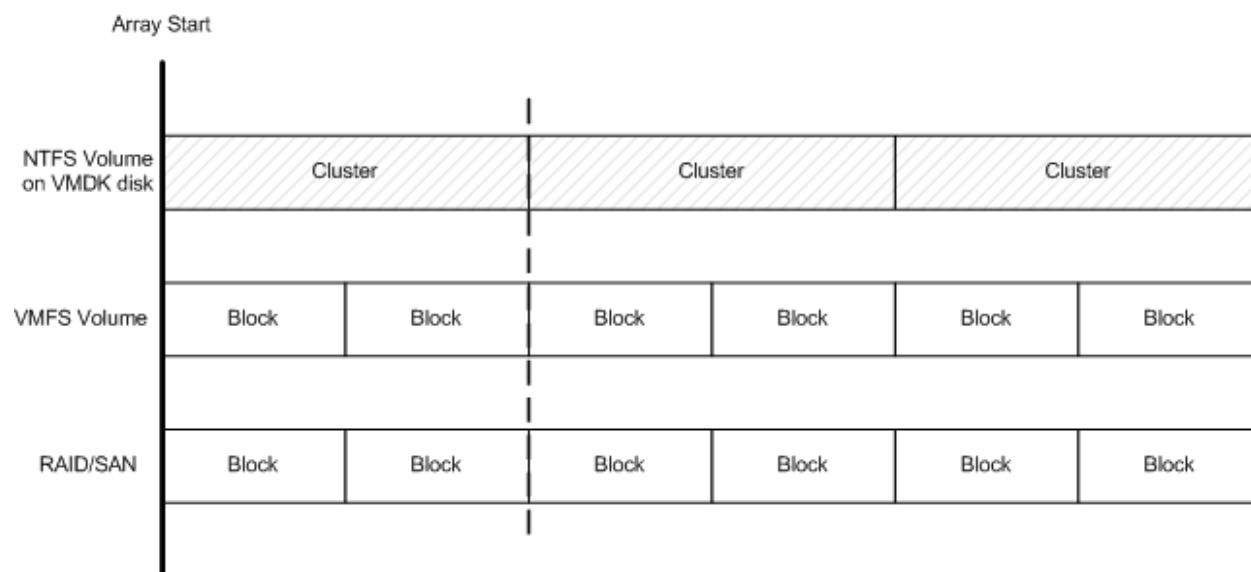 Array Start
NTFS Volume
on VMDK disk
Cluster Cluster Cluster
VMFS Volume
Block Block Block Block Block Block
RAID/SAN
Block Block Block Block Block Block